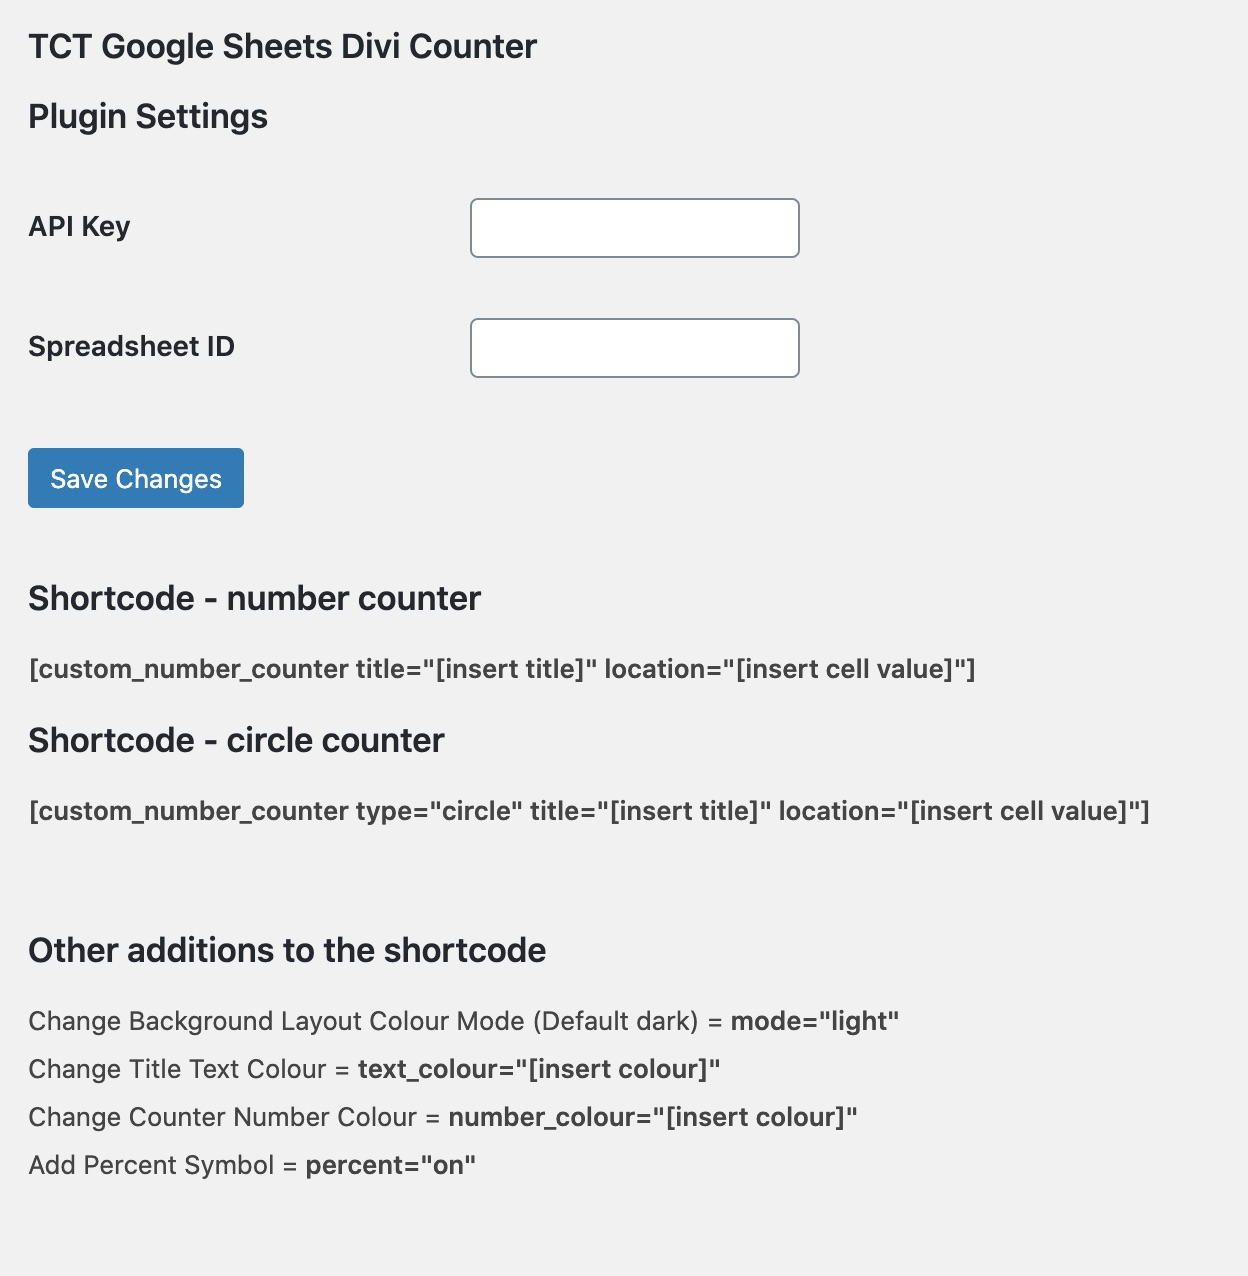 TCT Google Sheets Divi Counter
Plugin Settings
API Key
Spreadsheet ID
Save Changes
Shortcode - number counter
[custom_number_counter title="[insert title]" location="[insert cell value]"]
Shortcode - circle counter
[custom_number_counter type="circle" title="[insert title]" location="[insert cell value]"]
Other additions to the shortcode
Change Background Layout Colour Mode (Default dark) = mode="light"
Change Title Text Colour = text_colour="[insert colour]"
Change Counter Number Colour = number_colour="[insert colour]"
Add Percent Symbol = percent="on"